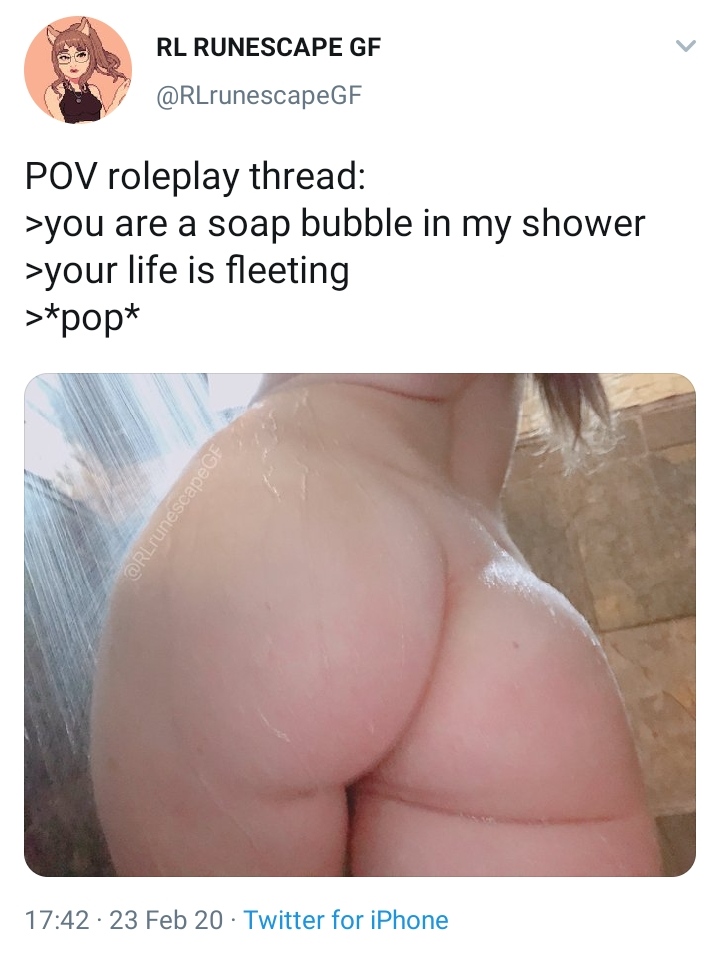 RL RUNESCAPE GF
@RLrunescapeGF
POV roleplay thread:
>you are a soap bubble in my shower
>your life is fleeting
>*pop*
@RLrunescapeGF
17:42 · 23 Feb 20 · Twitter for iPhone